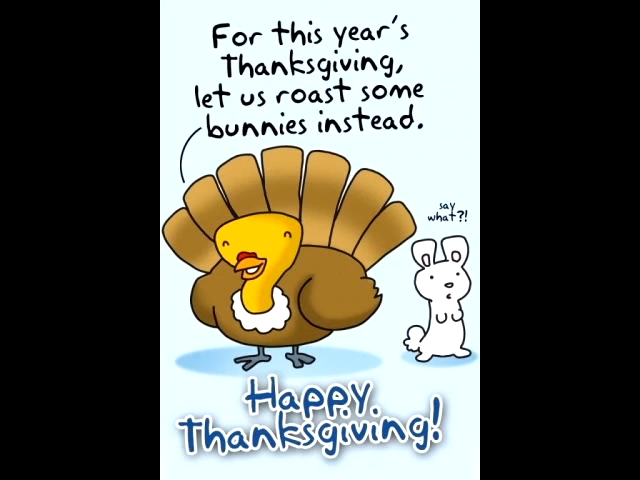 For this year's
Thanksgiving,
let us roast some
bunnies instead.
say
what?!
Happy
Thanksgiving!